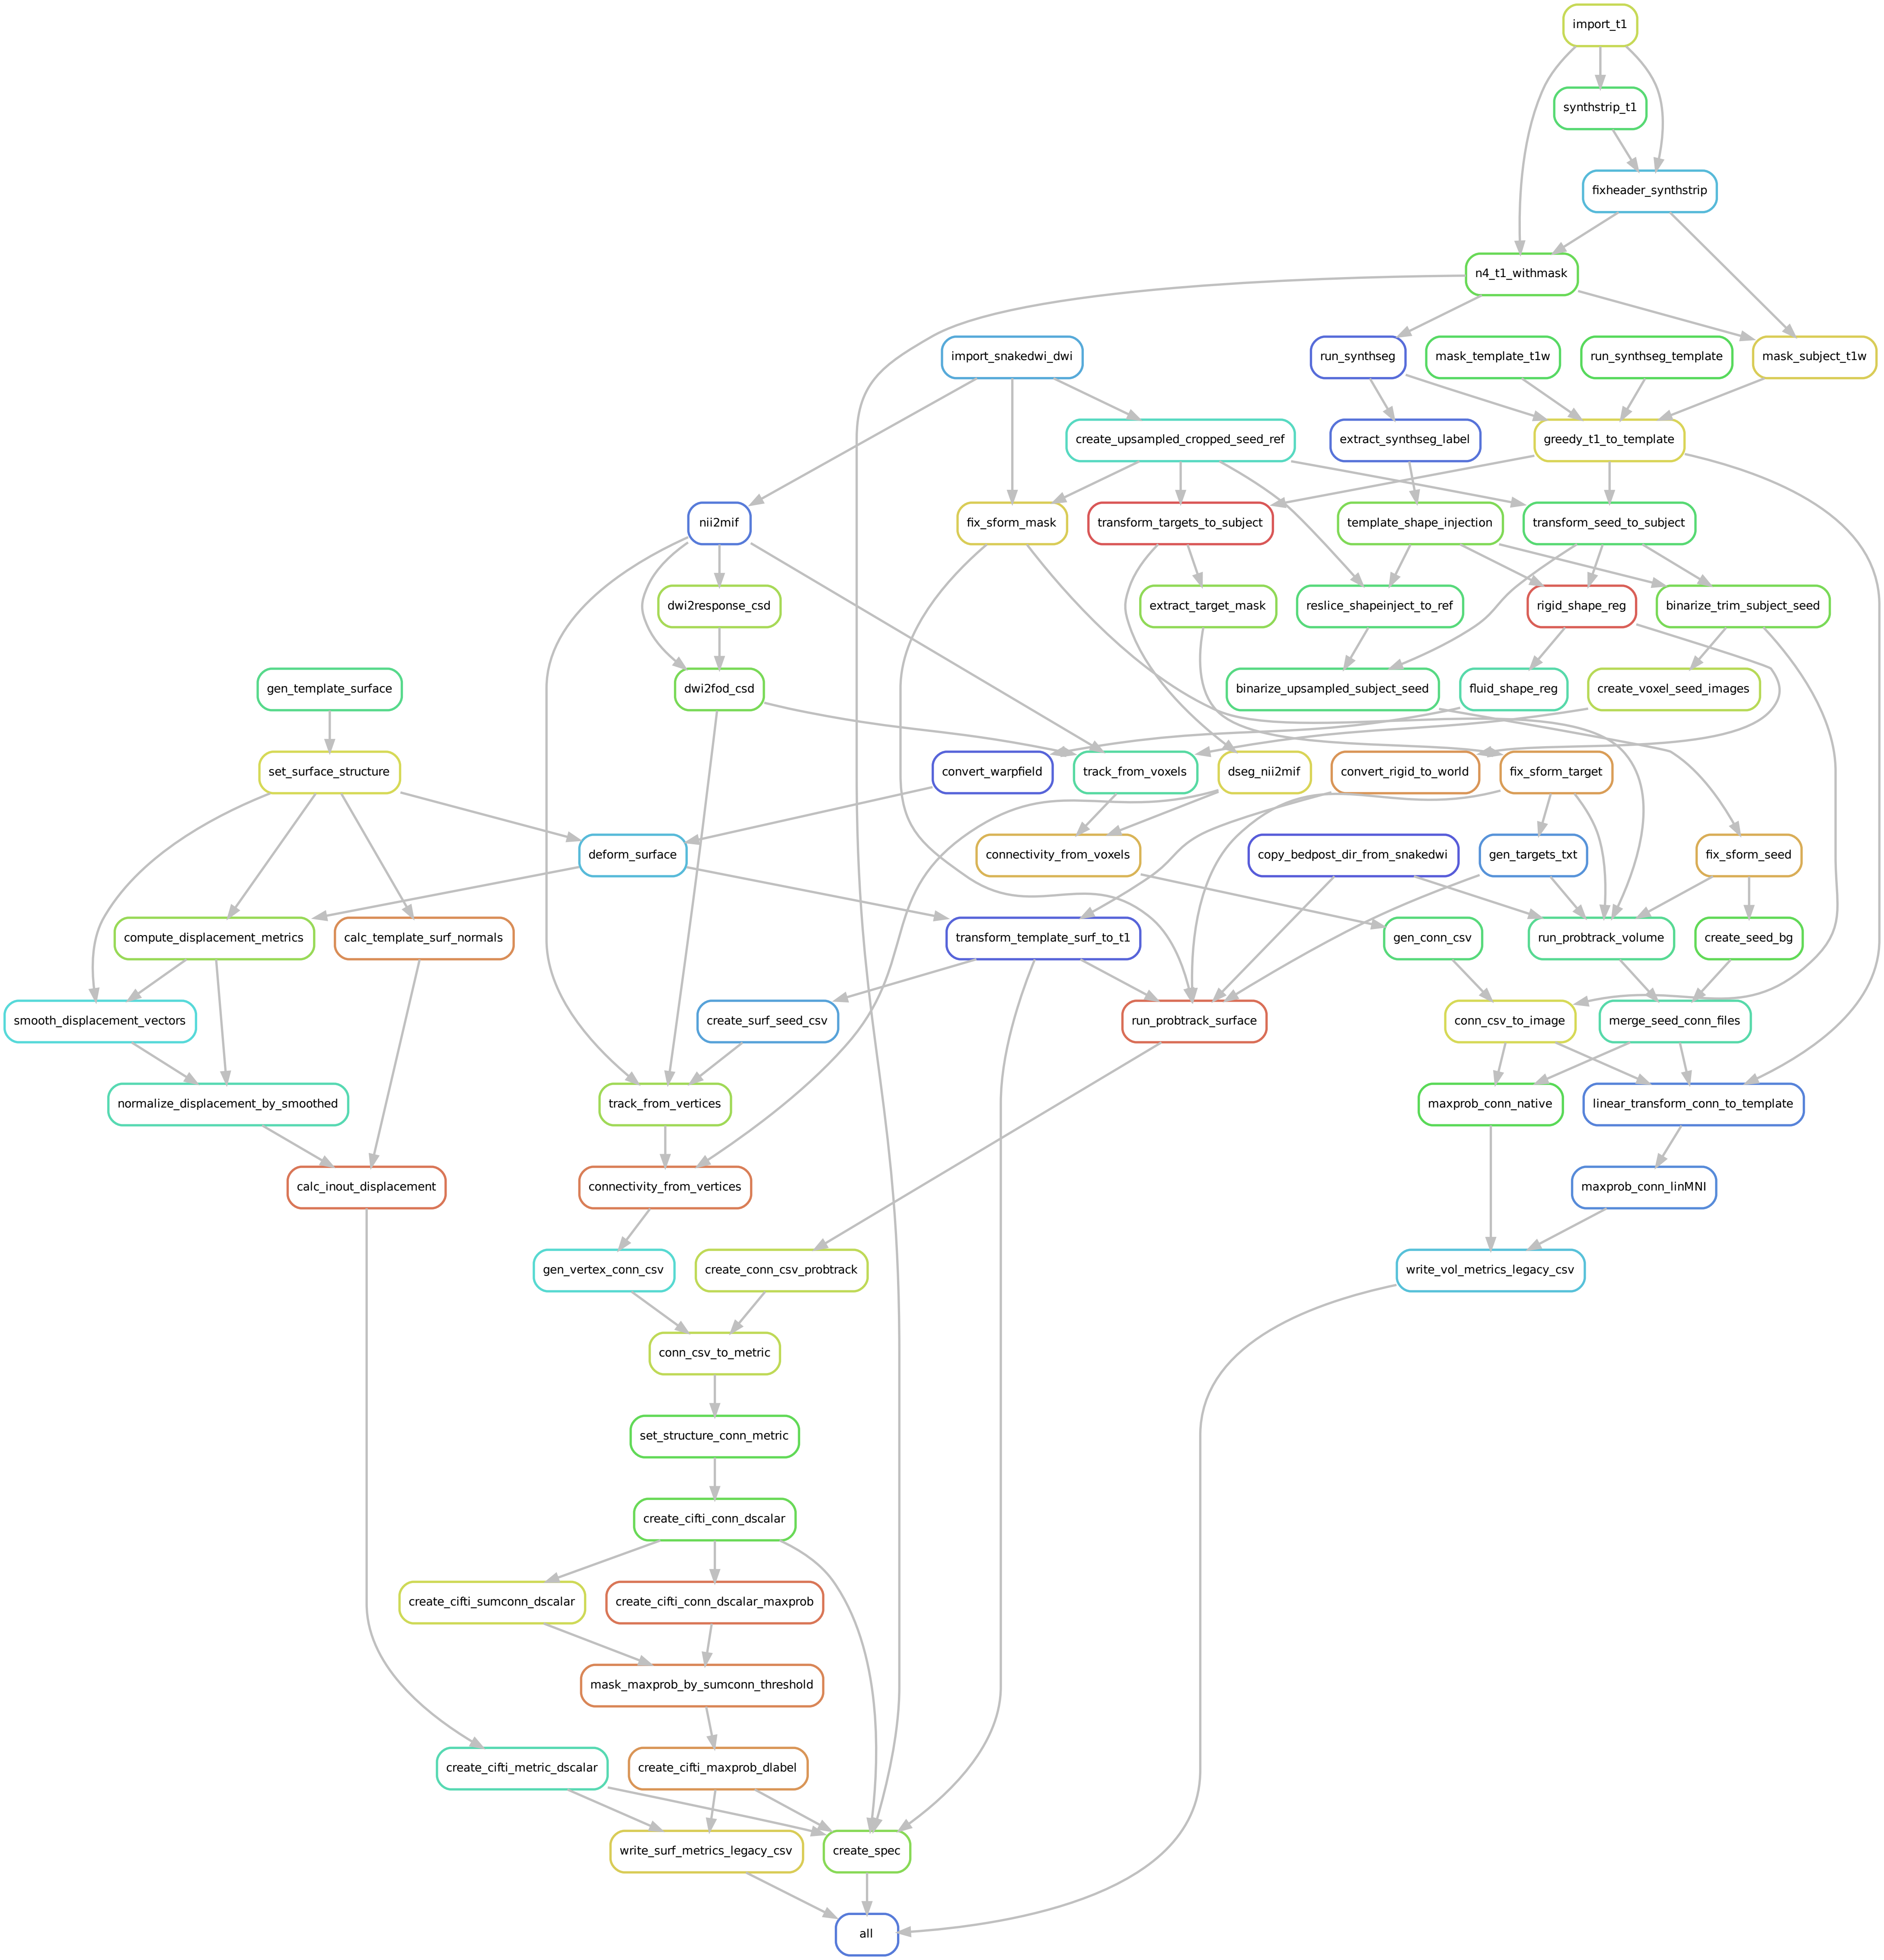 import_t1
synthstrip_t1
fixheader_synthstrip
n4_t1_withmask
import_snakedwi_dwi
run_synthseg
mask_template_t1w
run_synthseg_template
mask_subject_t1w
create_upsampled_cropped_seed_ref
extract_synthseg_label
greedy_t1_to_template
nii2mif
fix_sform_mask
transform_targets_to_subject
template_shape_injection
transform_seed_to_subject
dwi2response_csd
extract_target_mask
reslice_shapeinject_to_ref
rigid_shape_reg
binarize_trim_subject_seed
gen_template_surface
dwi2fod_csd
binarize_upsampled_subject_seed
fluid_shape_reg
create_voxel_seed_images
set_surface_structure
convert_warpfield
track_from_voxels
dseg_nii2mif
convert_rigid_to_world
fix_sform_target
deform_surface
connectivity_from_voxels
copy_bedpost_dir_from_snakedwi
gen_targets_txt
fix_sform_seed
compute_displacement_metrics
calc_template_surf_normals
transform_template_surf_to_t1
gen_conn_csv
run_probtrack_volume
create_seed_bg
smooth_displacement_vectors
create_surf_seed_csv
run_probtrack_surface
conn_csv_to_image
merge_seed_conn_files
normalize_displacement_by_smoothed
track_from_vertices
maxprob_conn_native
linear_transform_conn_to_template
calc_inout_displacement
connectivity_from_vertices
maxprob_conn_linMNI
gen_vertex_conn_csv
create_conn_csv_probtrack
write_vol_metrics_legacy_csv
conn_csv_to_metric
set_structure_conn_metric
create_cifti_conn_dscalar
create_cifti_sumconn_dscalar
create_cifti_conn_dscalar_maxprob
mask_maxprob_by_sumconn_threshold
create_cifti_metric_dscalar
create_cifti_maxprob_dlabel
write_surf_metrics_legacy_csv
create_spec
all